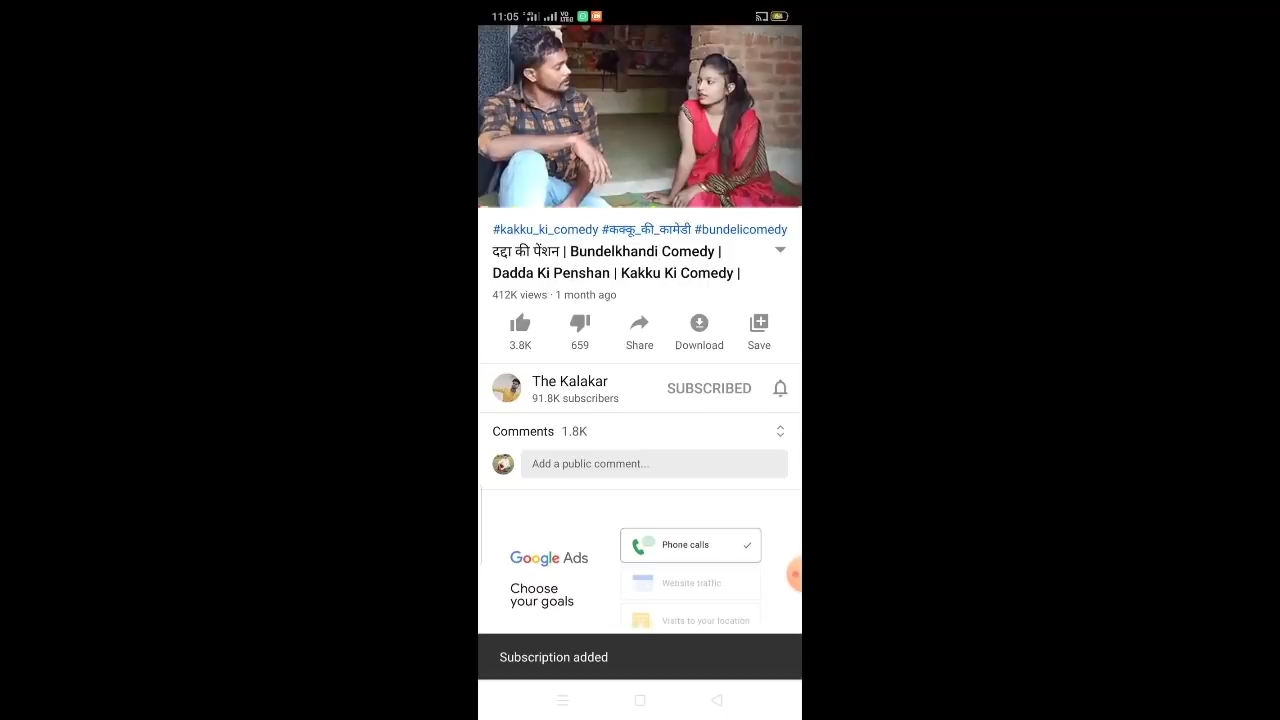 11:05
#kakku_ki_comedy #कक्कू_की_कामेडी #bundelicomedy
दद्दा की पेंशन | Bundelkhandi Comedy |
Dadda Ki Penshan | Kakku Ki Comedy |
412K views · 1 month ago
3.8K 659 Share Download Save
The Kalakar SUBSCRIBED
91.8K subscribers
Comments 1.8K
Add a public comment...
Phone calls
Google Ads
Website traffic
Choose
your goals
Visits to your location
Subscription added